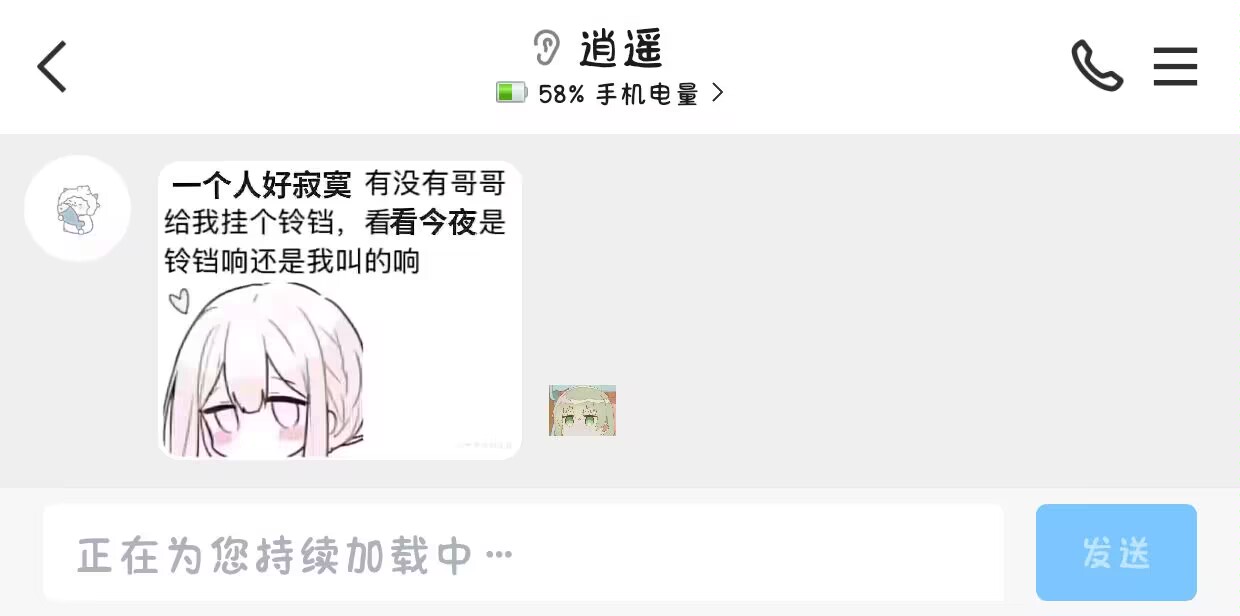 逍遥
58% 手机电量
一个人好寂寞 有没有哥哥
给我挂个铃铛，看看今夜是
铃铛响还是我叫的响
正在为您持续加载中…
发送